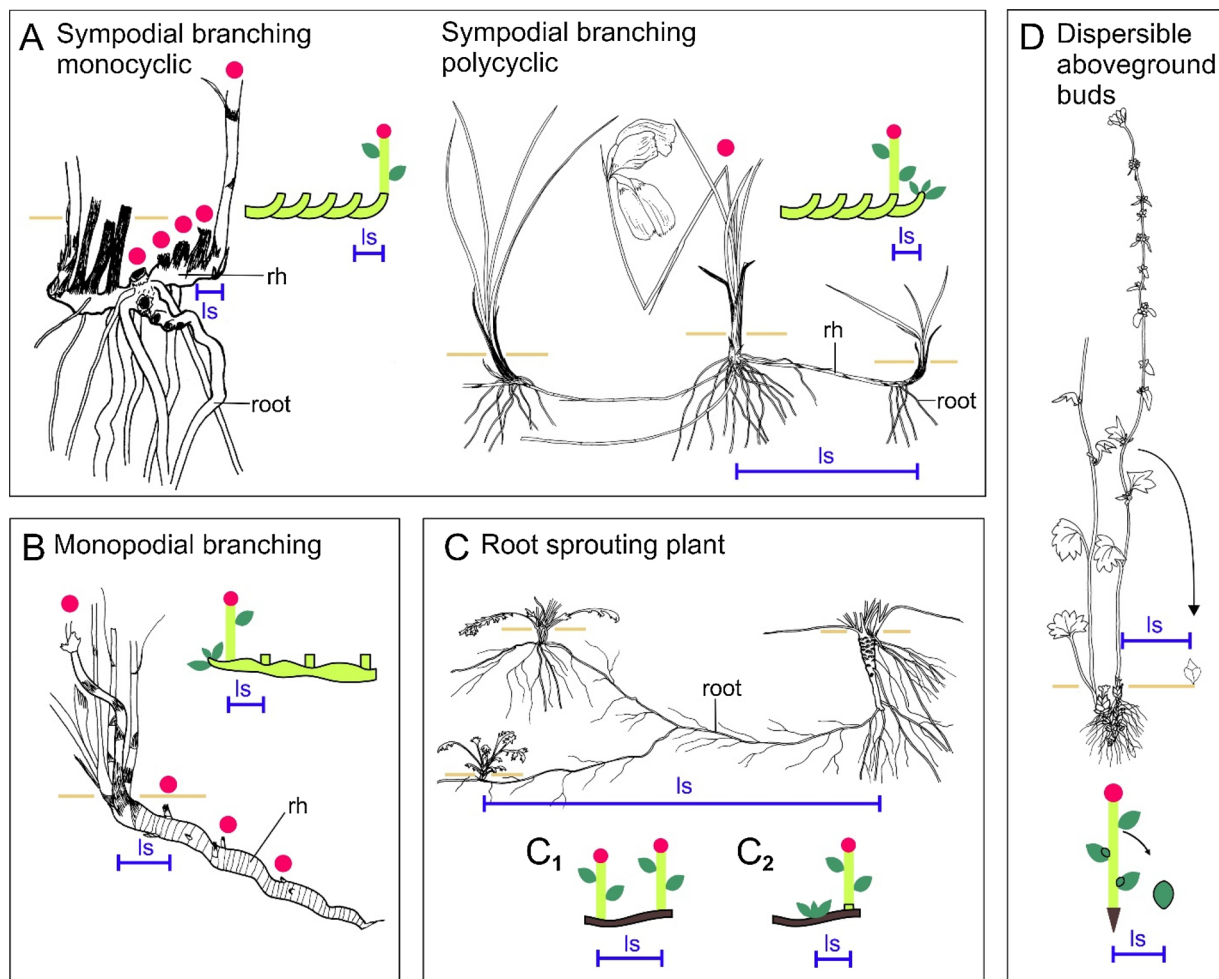 A Sympodial branching
monocyclic
rh
ls
root
ls
Sympodial branching
polycyclic
ls
rh
root
ls
B Monopodial branching
ls
rh
ls
C Root sprouting plant
root
ls
C₁
ls
C₂
ls
D Dispersible
aboveground
buds
ls
ls